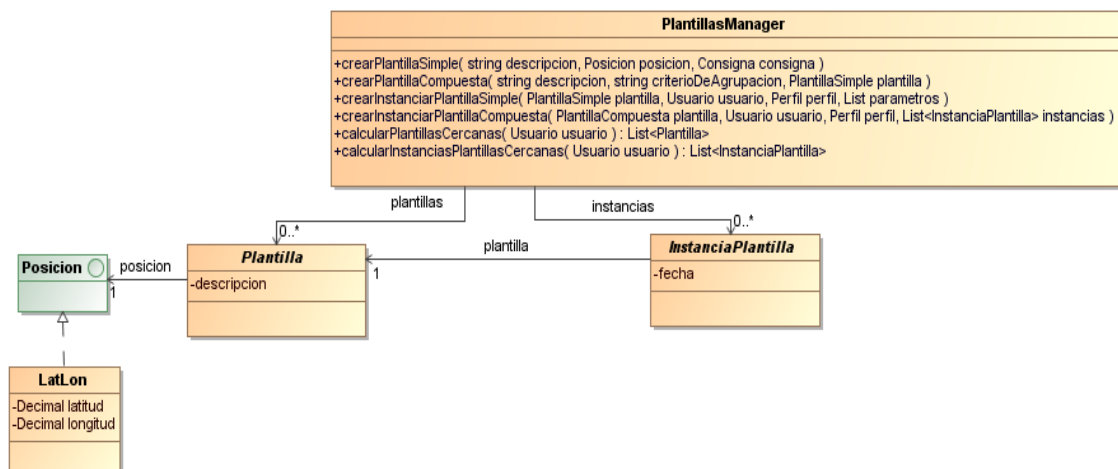 PlantillasManager
+crearPlantillaSimple( string descripcion, Posicion posicion, Consigna consigna )
+crearPlantillaCompuesta( string descripcion, string criterioDeAgrupacion, PlantillaSimple plantilla )
+crearInstanciarPlantillaSimple( PlantillaSimple plantilla, Usuario usuario, Perfil perfil, List parametros )
+crearInstanciarPlantillaCompuesta( PlantillaCompuesta plantilla, Usuario usuario, Perfil perfil, List<InstanciaPlantilla> instancias )
+calcularPlantillasCercanas( Usuario usuario ) : List<Plantilla>
+calcularInstanciasPlantillasCercanas( Usuario usuario ) : List<InstanciaPlantilla>
plantillas
instancias
0..*
0..*
Posicion
posicion
1
Plantilla
-descripcion
plantilla
1
InstanciaPlantilla
-fecha
LatLon
-Decimal latitud
-Decimal longitud